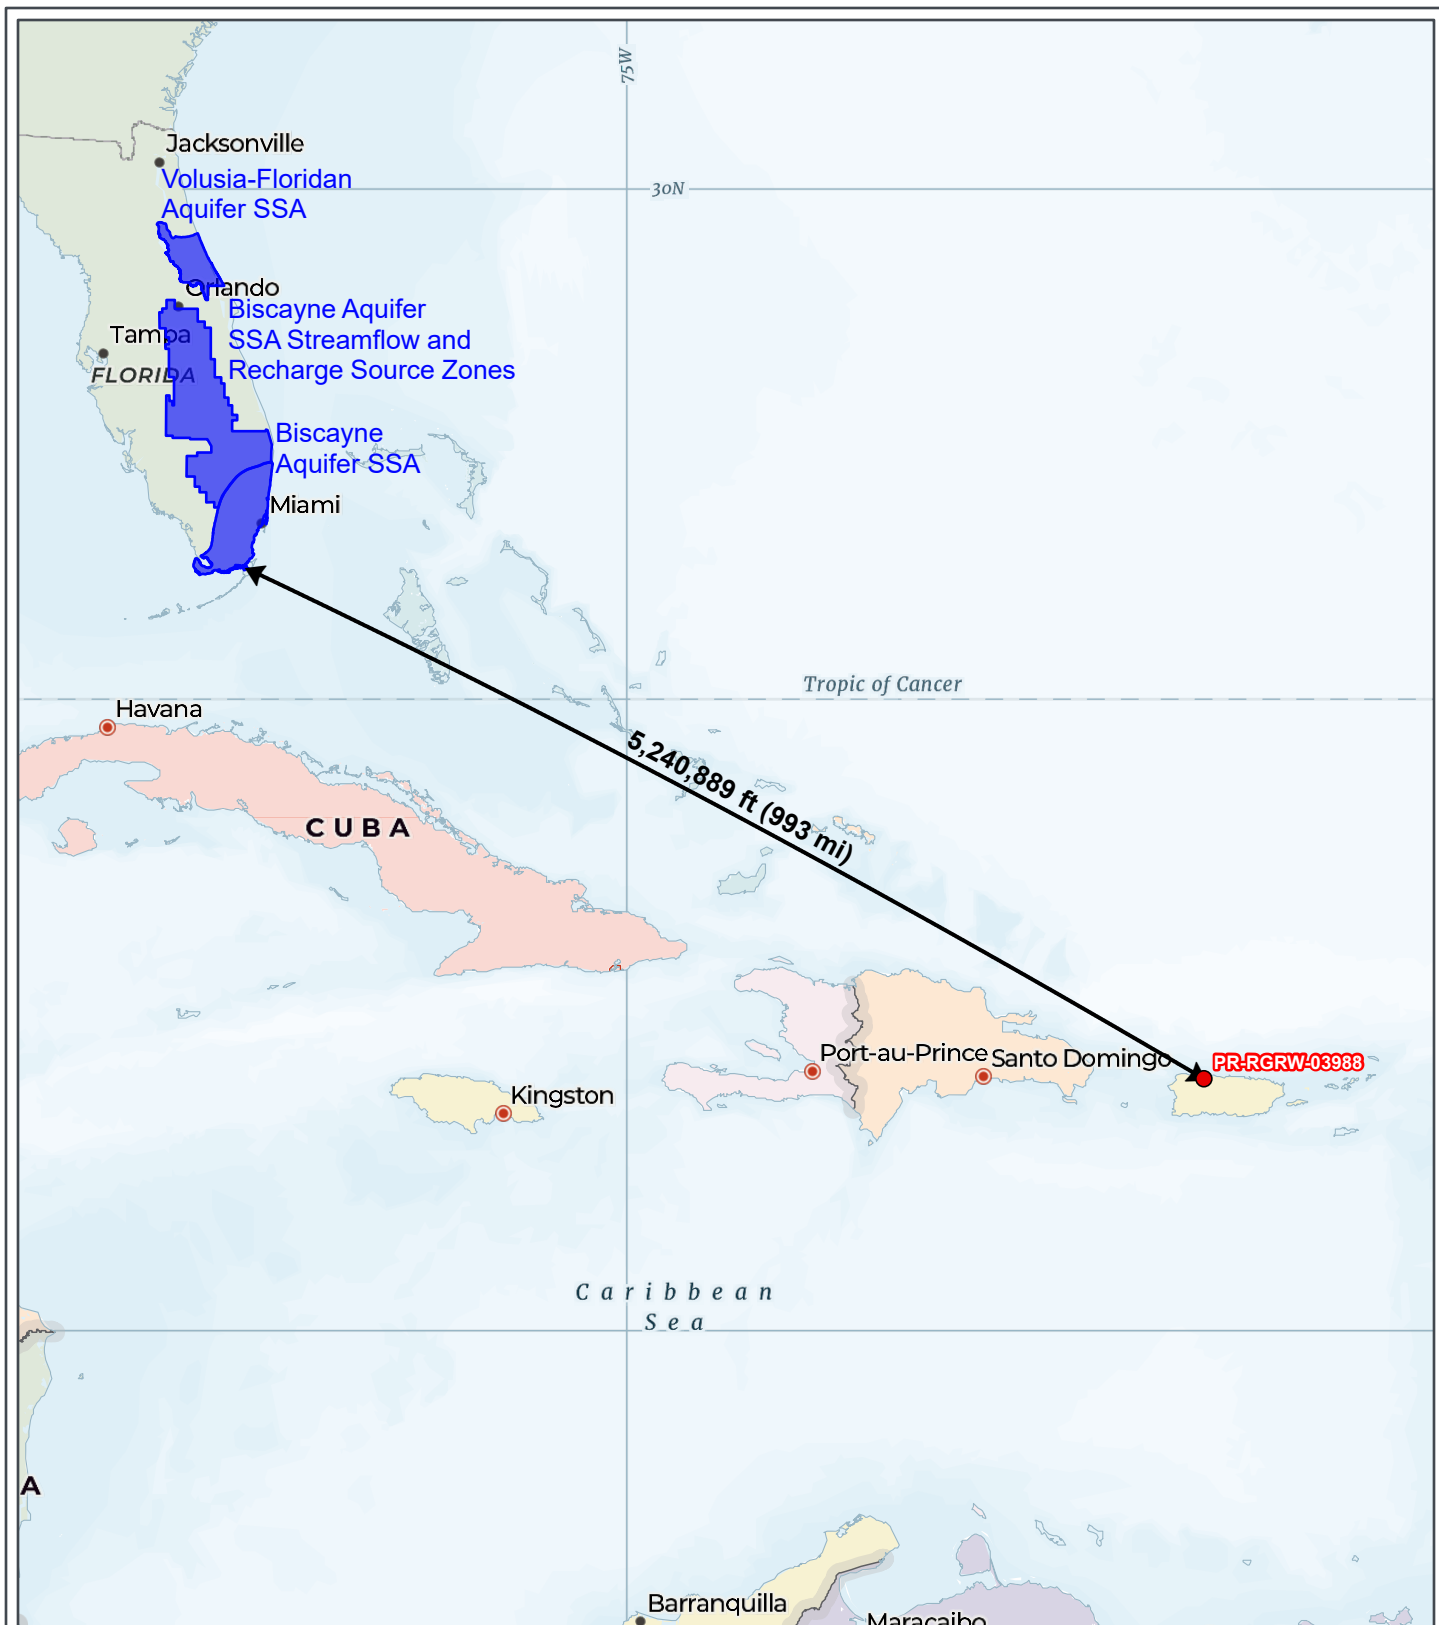 75W
Jacksonville
Volusia-Floridan
Aquifer SSA
30N
Orlando
Biscayne Aquifer
SSA Streamflow and
Recharge Source Zones
Tampa
FLORIDA
Biscayne
Aquifer SSA
Miami
Tropic of Cancer
Havana
5,240,889 ft (993 mi)
CUBA
Port-au-Prince
Santo Domingo
PR-RGRW-03988
Kingston
Caribbean
Sea
A
Barranquilla
Maracaibo